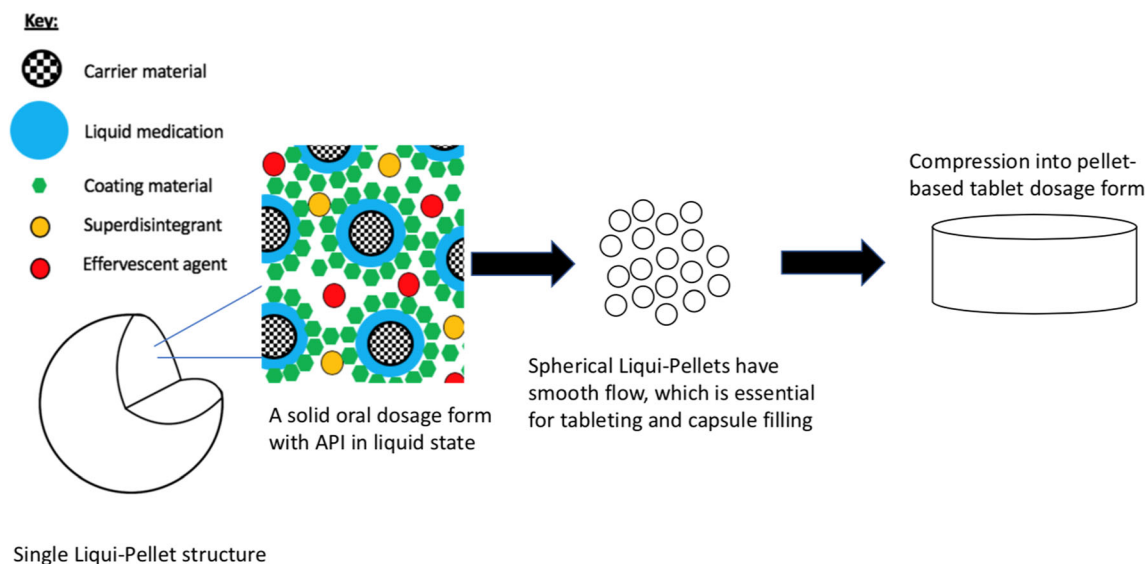 Key:
Carrier material
Liquid medication
Coating material
Superdisintegrant
Effervescent agent
A solid oral dosage form
with API in liquid state
Spherical Liqui-Pellets have
smooth flow, which is essential
for tableting and capsule filling
Compression into pellet-
based tablet dosage form
Single Liqui-Pellet structure